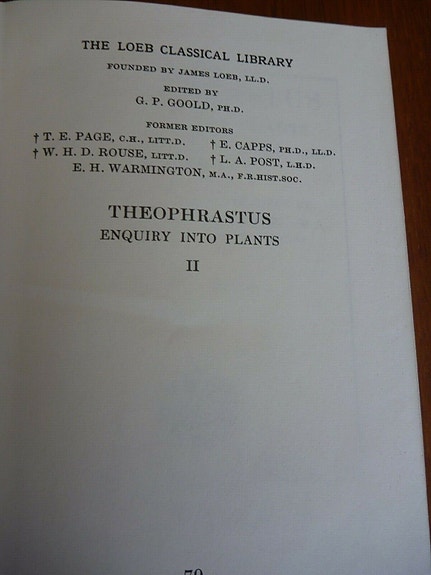 THE LOEB CLASSICAL LIBRARY
FOUNDED BY JAMES LOEB, LL.D.
EDITED BY
G. P. GOOLD, PH.D.
FORMER EDITORS
† T. E. PAGE, C.H., LITT.D. † E. CAPPS, PH.D., LL.D.
† W. H. D. ROUSE, LITT.D. † L. A. POST, L.H.D.
E. H. WARMINGTON, M.A., F.R.HIST.SOC.
THEOPHRASTUS
ENQUIRY INTO PLANTS
II